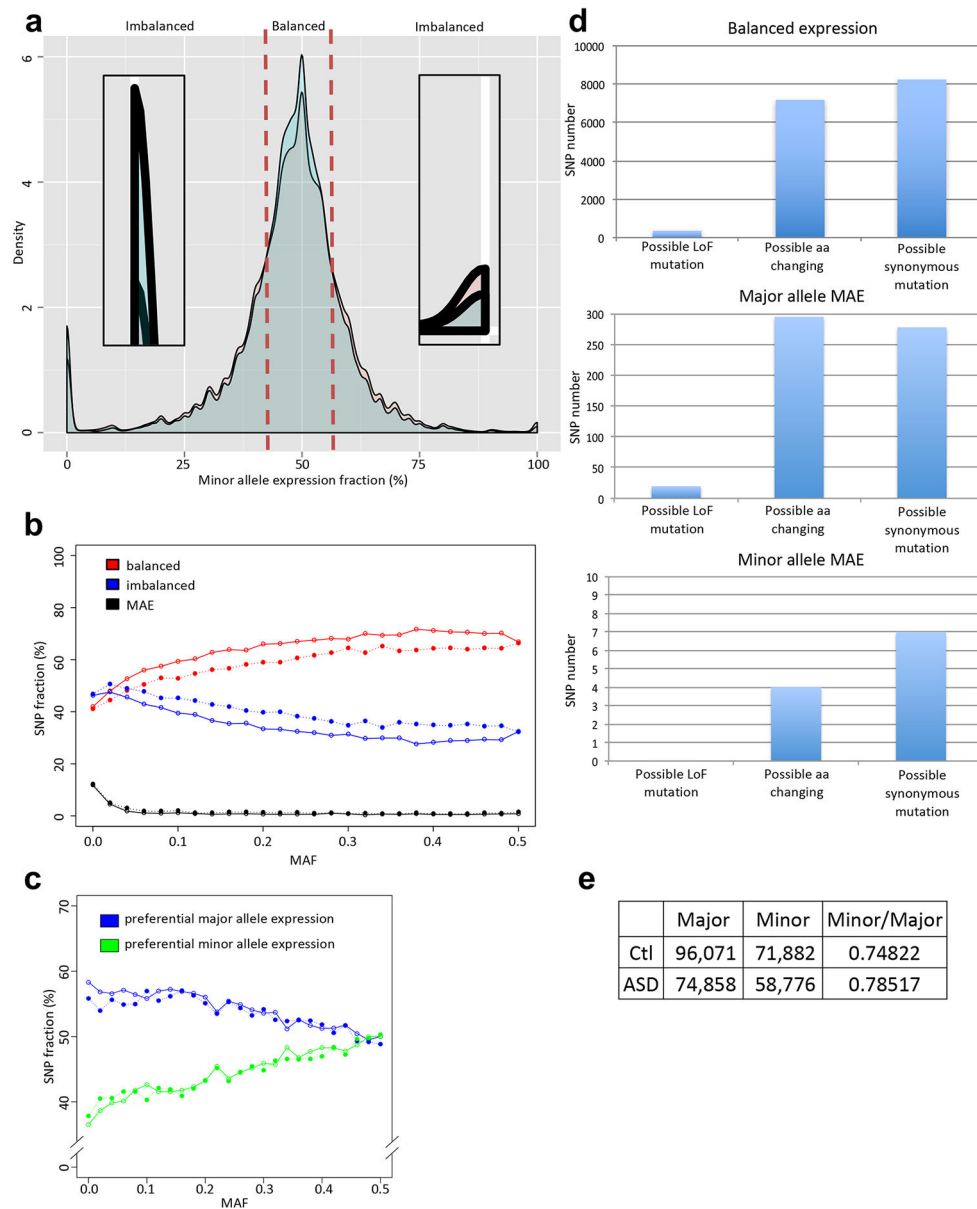 a
Imbalanced
Balanced
Imbalanced
6
4
2
0
Density
0
25
50
75
100
Minor allele expression fraction (%)
b
100
80
60
40
20
0
SNP fraction (%)
balanced
imbalanced
MAE
0.0
0.1
0.2
0.3
0.4
0.5
MAF
c
70
60
50
40
0
SNP fraction (%)
preferential major allele expression
preferential minor allele expression
0.0
0.1
0.2
0.3
0.4
0.5
MAF
d
Balanced expression
10000
8000
6000
4000
2000
0
SNP number
Possible LoF mutation
Possible aa changing
Possible synonymous mutation
Major allele MAE
300
250
200
150
100
50
0
SNP number
Possible LoF mutation
Possible aa changing
Possible synonymous mutation
Minor allele MAE
10
9
8
7
6
5
4
3
2
1
0
SNP number
Possible LoF mutation
Possible aa changing
Possible synonymous mutation
e
Major Minor Minor/Major
Ctl 96,071 71,882 0.74822
ASD 74,858 58,776 0.78517